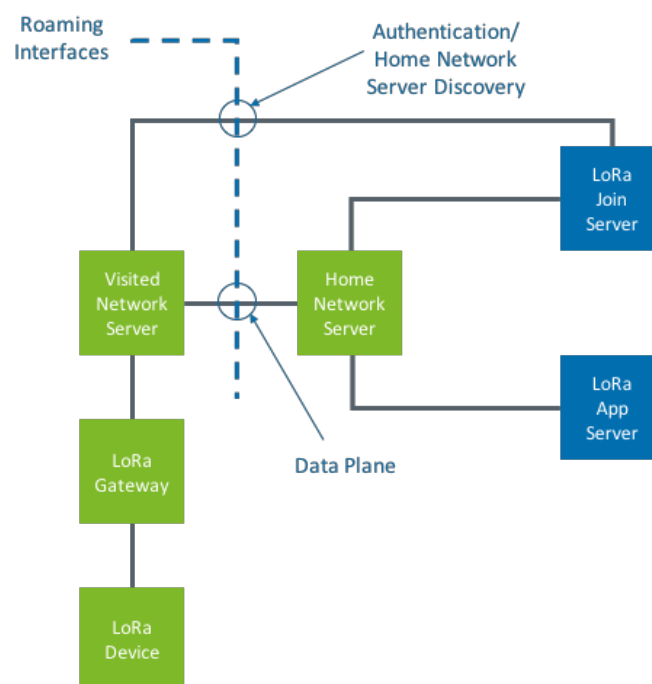 Roaming
Interfaces
Authentication/
Home Network
Server Discovery
LoRa
Join
Server
Visited
Network
Server
Home
Network
Server
LoRa
App
Server
Data Plane
LoRa
Gateway
LoRa
Device